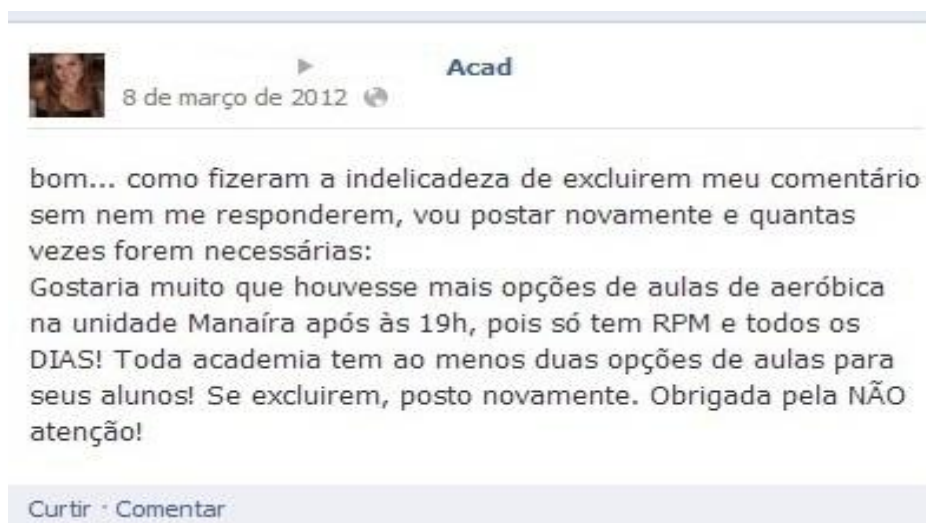 Acad
8 de março de 2012
bom... como fizeram a indelicadeza de excluirem meu comentário
sem nem me responderem, vou postar novamente e quantas
vezes forem necessárias:
Gostaria muito que houvesse mais opções de aulas de aeróbica
na unidade Manaíra após às 19h, pois só tem RPM e todos os
DIAS! Toda academia tem ao menos duas opções de aulas para
seus alunos! Se excluirem, posto novamente. Obrigada pela NÃO
atenção!
Curtir · Comentar